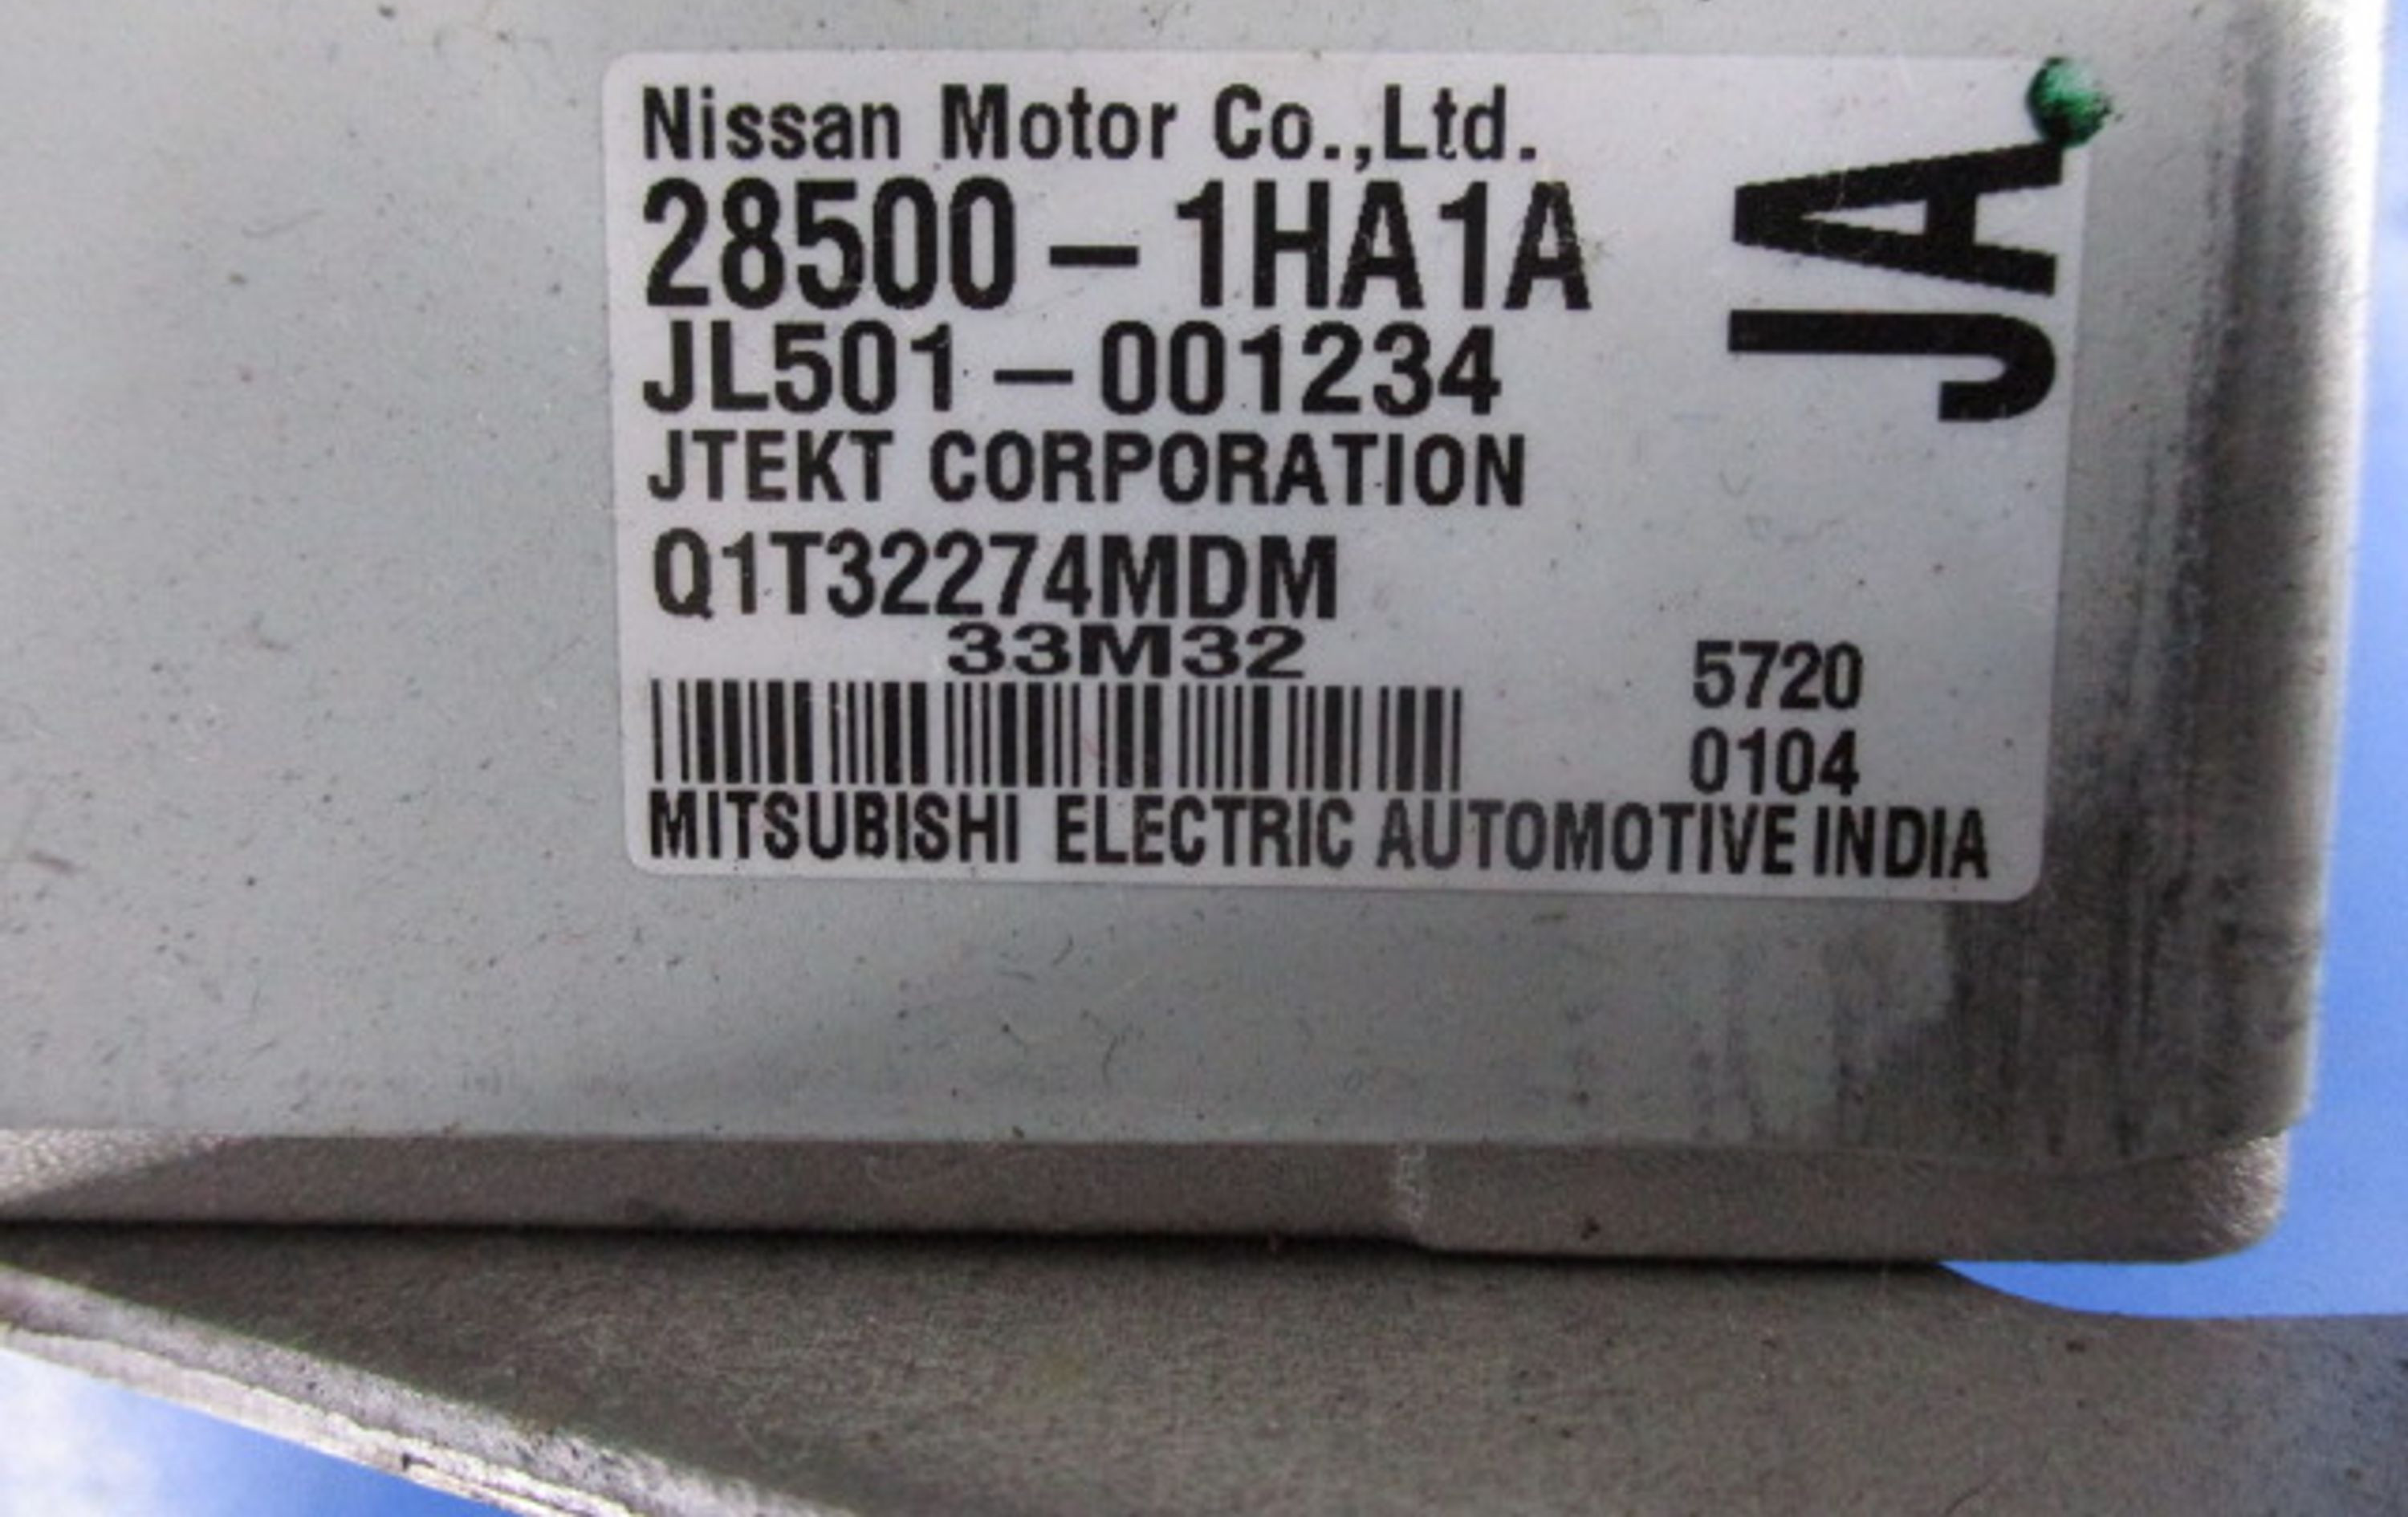 Nissan Motor Co.,Ltd.
28500-1HA1A
JL501-001234
JTEKT CORPORATION
Q1T32274MDM
33M32
5720
0104
MITSUBISHI ELECTRIC AUTOMOTIVE INDIA
JA